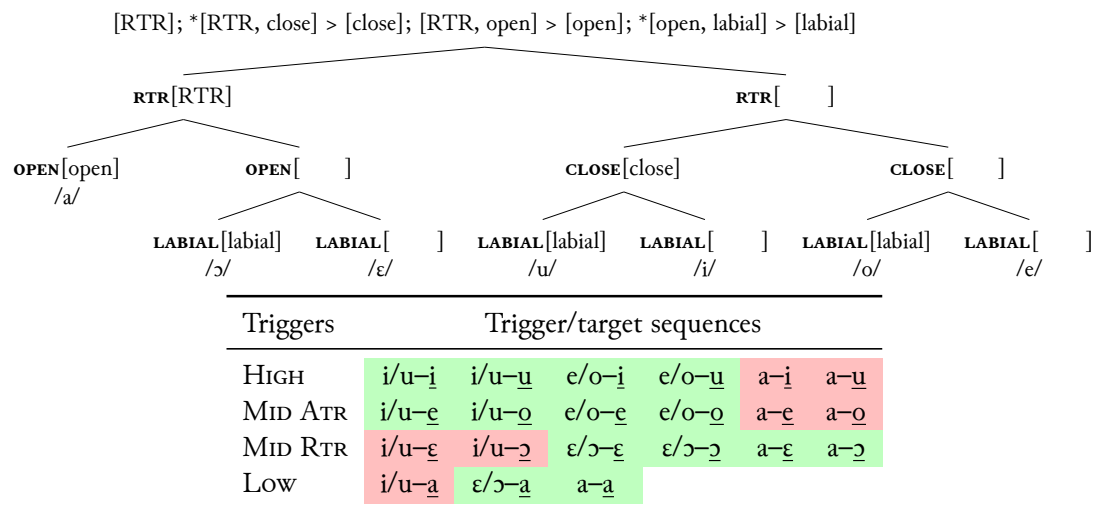 [RTR]; *[RTR, close] > [close]; [RTR, open] > [open]; *[open, labial] > [labial]
RTR[RTR] RTR[ ]
OPEN[open] OPEN[ ] CLOSE[close] CLOSE[ ]
/a/
LABIAL[labial] LABIAL[ ] LABIAL[labial] LABIAL[ ] LABIAL[labial] LABIAL[ ]
/ɔ/ /ɛ/ /u/ /i/ /o/ /e/
Triggers Trigger/target sequences
High i/u–i i/u–u e/o–i e/o–u a–i a–u
Mid Atr i/u–e i/u–o e/o–e e/o–o a–e a–o
Mid Rtr i/u–ɛ i/u–ɔ ɛ/ɔ–ɛ ɛ/ɔ–ɔ a–ɛ a–ɔ
Low i/u–a ɛ/ɔ–a a–a